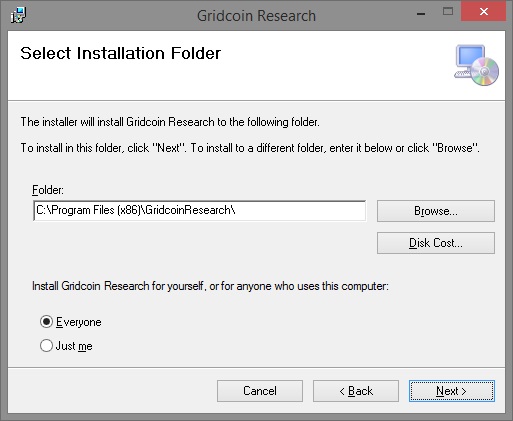 Gridcoin Research
Select Installation Folder
The installer will install Gridcoin Research to the following folder.
To install in this folder, click "Next". To install to a different folder, enter it below or click "Browse".
Folder:
C:\Program Files (x86)\GridcoinResearch\
Browse...
Disk Cost...
Install Gridcoin Research for yourself, or for anyone who uses this computer:
Everyone
Just me
Cancel
< Back
Next >